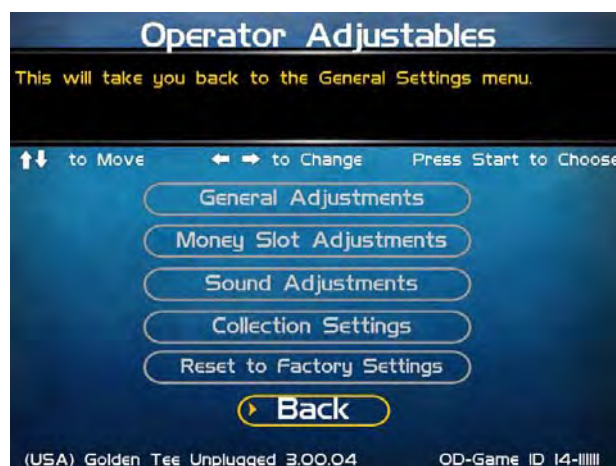 Operator Adjustables
This will take you back to the General Settings menu.
to Move to Change Press Start to Choose
General Adjustments
Money Slot Adjustments
Sound Adjustments
Collection Settings
Reset to Factory Settings
Back
(USA) Golden Tee Unplugged 3.00.04 OD-Game ID 14-111111